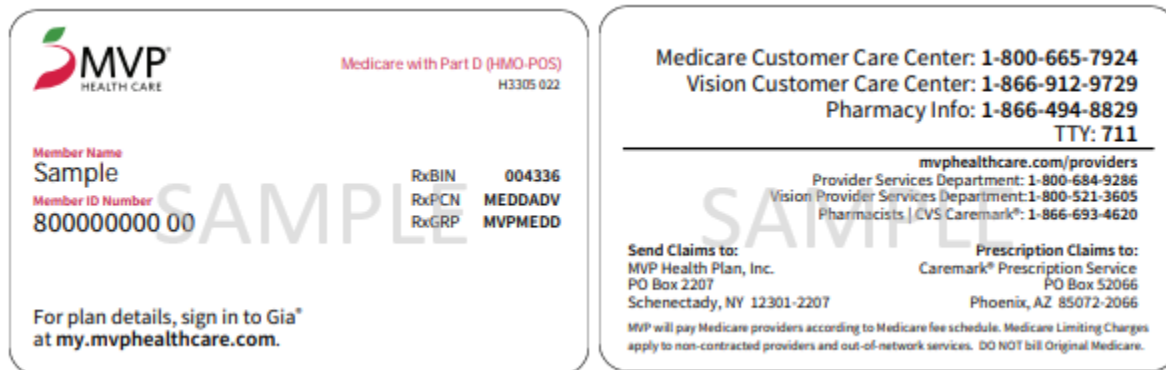 MVP®
HEALTH CARE
Medicare with Part D (HMO-POS)
H3305 022
Member Name
Sample
Member ID Number
800000000 00
RxBIN 004336
RxPCN MEDDADV
RxGRP MVPMEDD
SAMPLE
For plan details, sign in to Gia®
at my.mvphealthcare.com.
Medicare Customer Care Center: 1-800-665-7924
Vision Customer Care Center: 1-866-912-9729
Pharmacy Info: 1-866-494-8829
TTY: 711
mvphealthcare.com/providers
Provider Services Department: 1-800-684-9286
Vision Provider Services Department:1-800-521-3605
Pharmacists | CVS Caremark®: 1-866-693-4620
SAMPLE
Send Claims to:
MVP Health Plan, Inc.
PO Box 2207
Schenectady, NY 12301-2207
Prescription Claims to:
Caremark® Prescription Service
PO Box 52066
Phoenix, AZ 85072-2066
MVP will pay Medicare providers according to Medicare fee schedule. Medicare Limiting Charges
apply to non-contracted providers and out-of-network services. DO NOT bill Original Medicare.